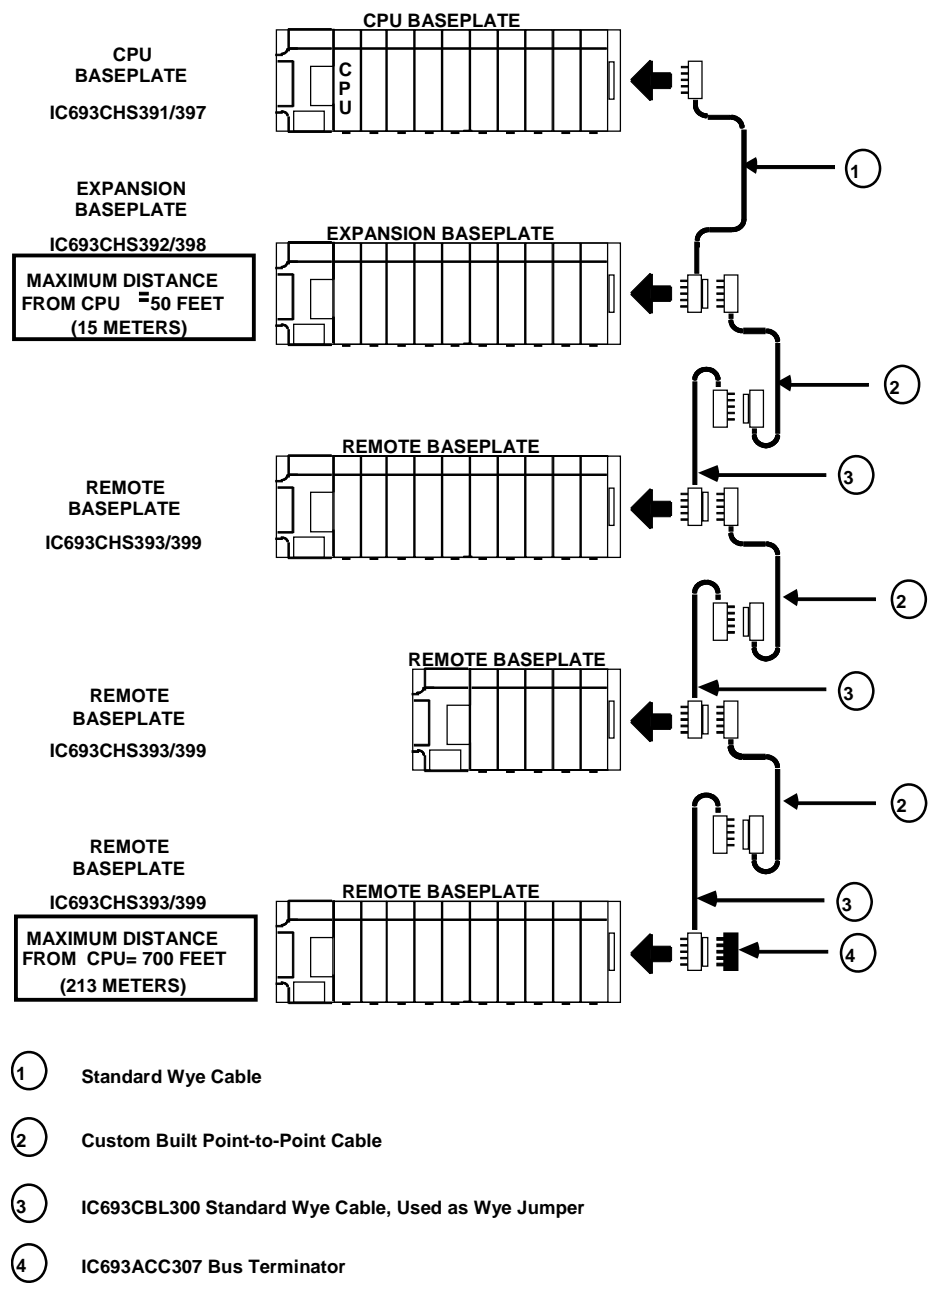 CPU BASEPLATE
CPU
BASEPLATE
IC693CHS391/397
C
P
U
1
EXPANSION
BASEPLATE
IC693CHS392/398
EXPANSION BASEPLATE
MAXIMUM DISTANCE
FROM CPU = 50 FEET
(15 METERS)
2
REMOTE BASEPLATE
3
REMOTE
BASEPLATE
IC693CHS393/399
2
REMOTE BASEPLATE
3
REMOTE
BASEPLATE
IC693CHS393/399
2
REMOTE
BASEPLATE
IC693CHS393/399
REMOTE BASEPLATE
3
MAXIMUM DISTANCE
FROM CPU= 700 FEET
(213 METERS)
4
1 Standard Wye Cable
2 Custom Built Point-to-Point Cable
3 IC693CBL300 Standard Wye Cable, Used as Wye Jumper
4 IC693ACC307 Bus Terminator